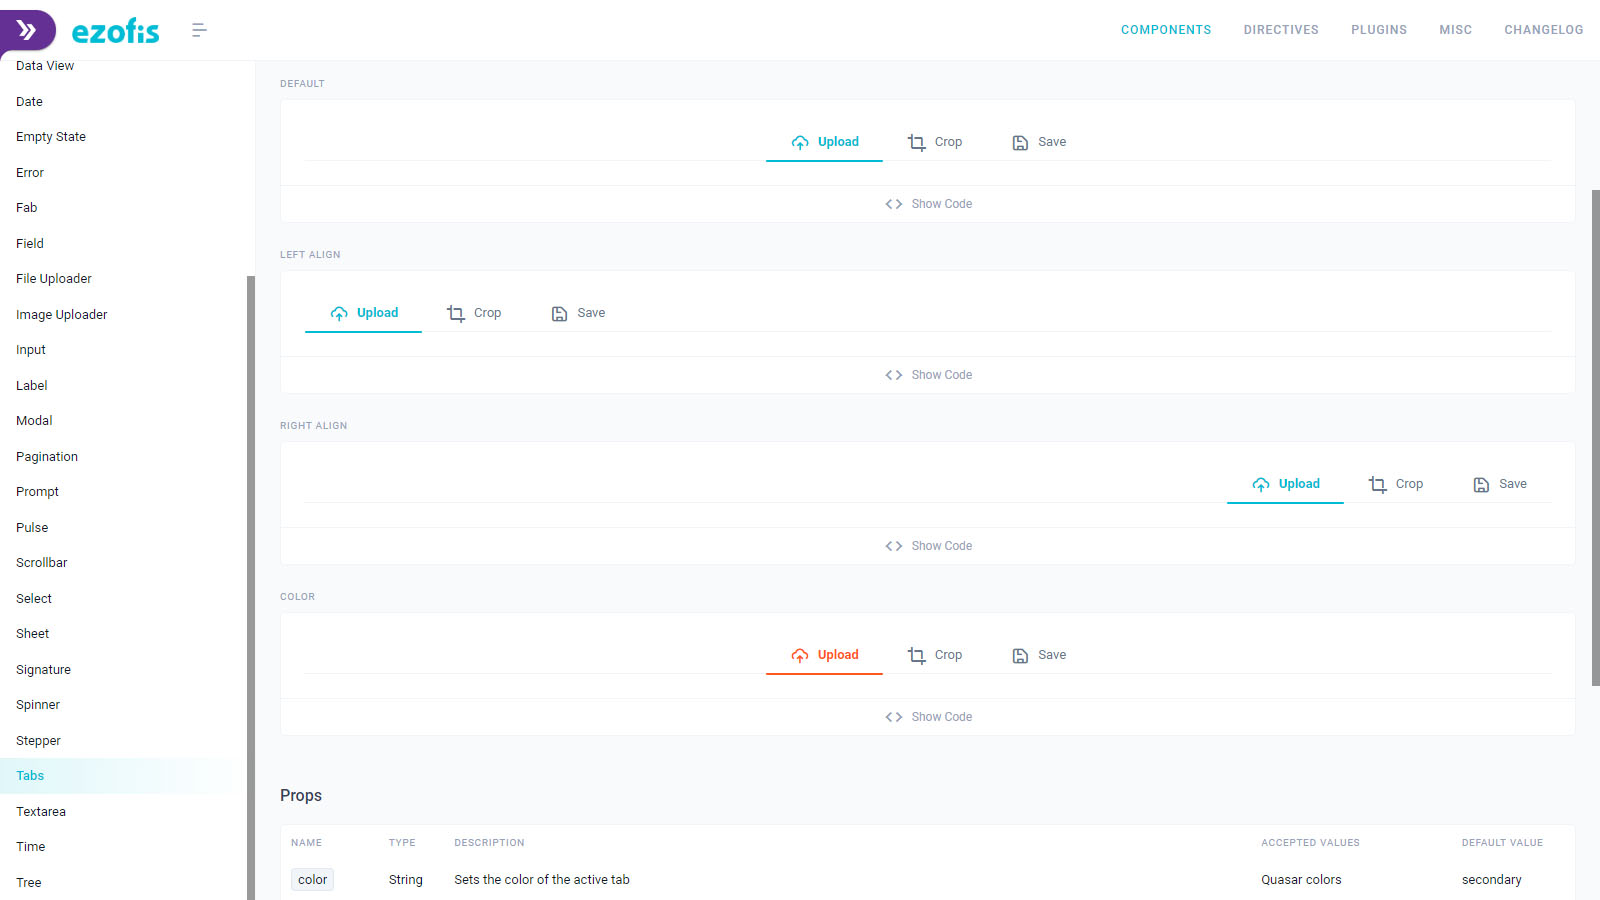 ezofis
COMPONENTS DIRECTIVES PLUGINS MISC CHANGELOG
Data View
Date
Empty State
Error
Fab
Field
File Uploader
Image Uploader
Input
Label
Modal
Pagination
Prompt
Pulse
Scrollbar
Select
Sheet
Signature
Spinner
Stepper
Tabs
Textarea
Time
Tree
DEFAULT
Upload Crop Save
Show Code
LEFT ALIGN
Upload Crop Save
Show Code
RIGHT ALIGN
Upload Crop Save
Show Code
COLOR
Upload Crop Save
Show Code
Props
NAME TYPE DESCRIPTION ACCEPTED VALUES DEFAULT VALUE
color String Sets the color of the active tab Quasar colors secondary